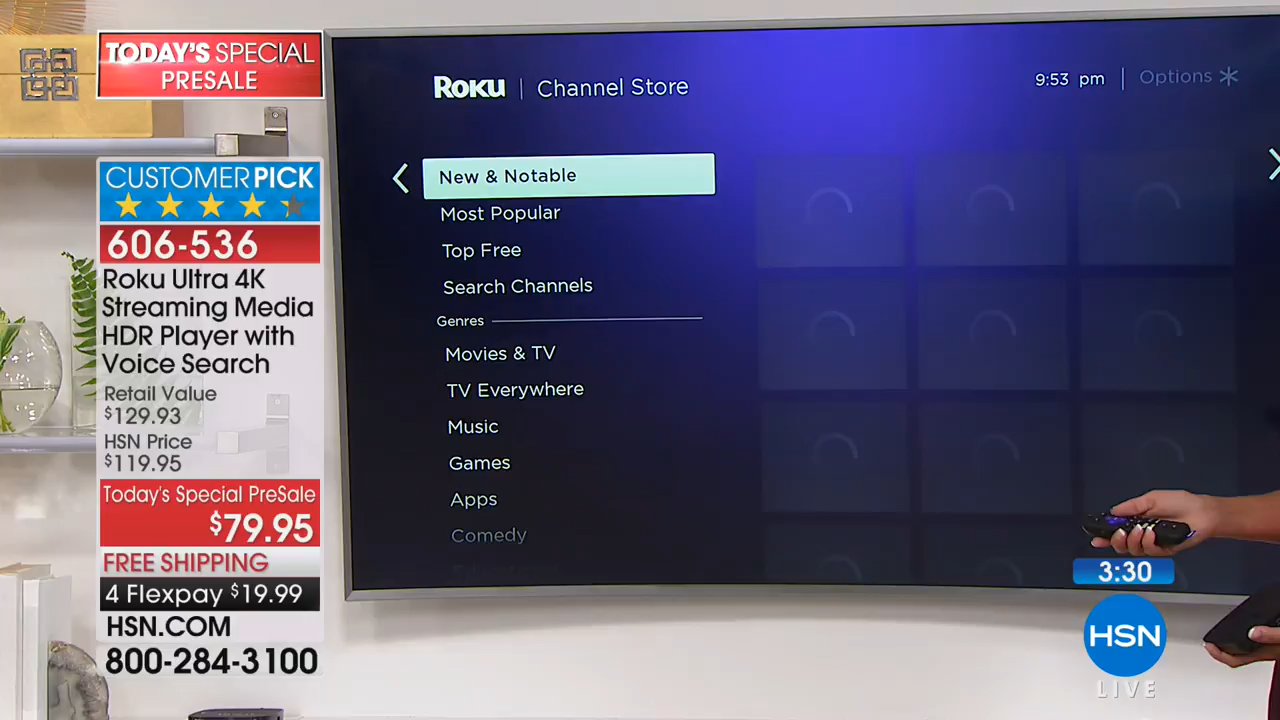 TODAY'S SPECIAL
PRESALE
CUSTOMER PICK
606-536
Roku Ultra 4K
Streaming Media
HDR Player with
Voice Search
Retail Value
$129.93
HSN Price
$119.95
Today's Special PreSale
$79.95
FREE SHIPPING
4 Flexpay $19.99
HSN.COM
800-284-3100
Roku | Channel Store
9:53 pm | Options
New & Notable
Most Popular
Top Free
Search Channels
Genres
Movies & TV
TV Everywhere
Music
Games
Apps
Comedy
3:30
HSN
LIVE